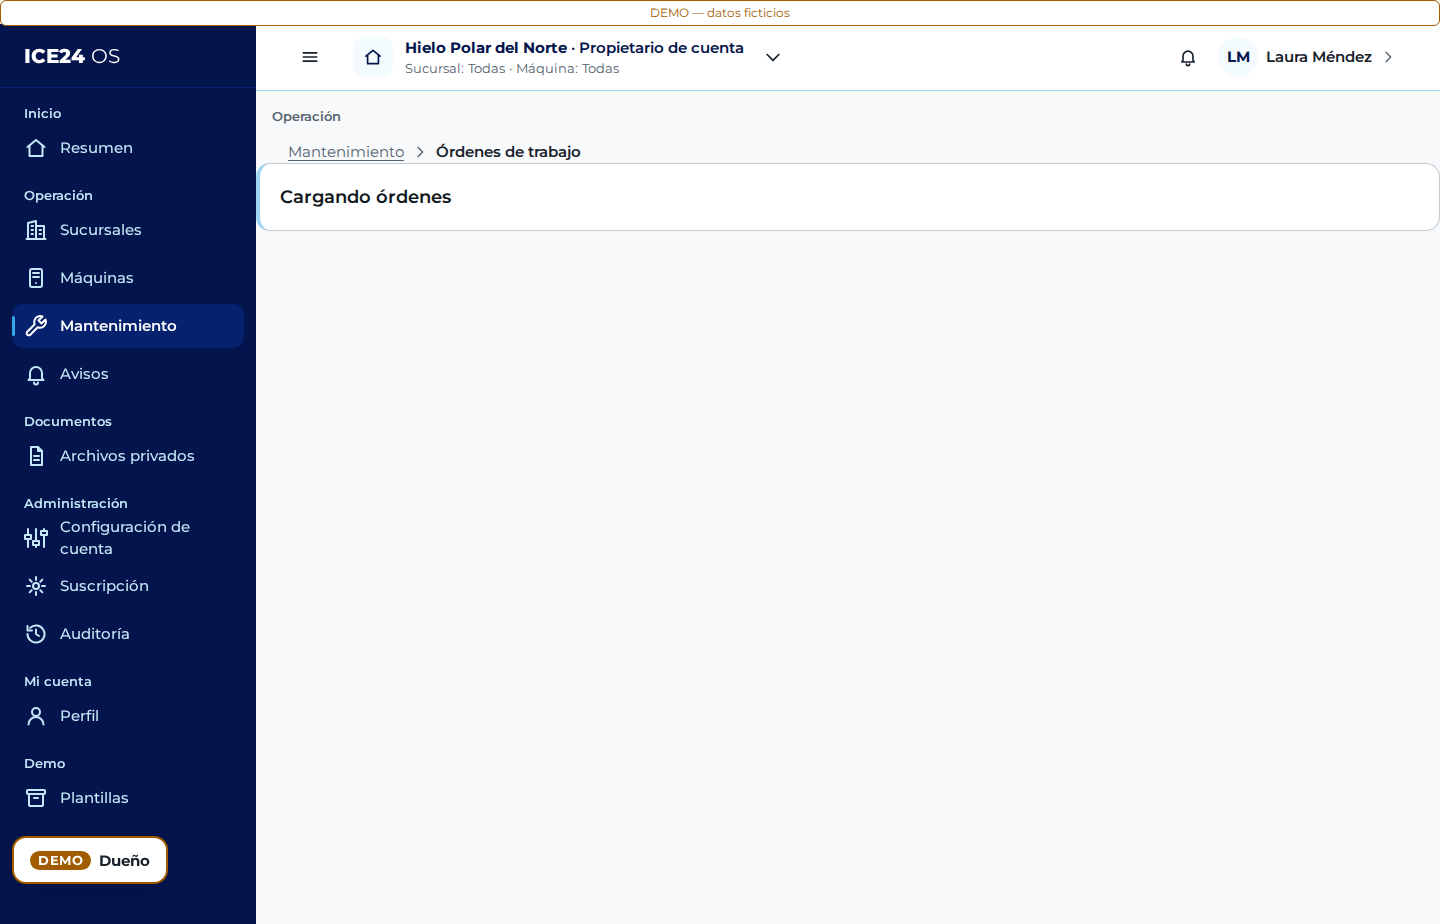 DEMO — datos ficticios
ICE24 OS
Inicio
Resumen
Operación
Sucursales
Máquinas
Mantenimiento
Avisos
Documentos
Archivos privados
Administración
Configuración de
cuenta
Suscripción
Auditoría
Mi cuenta
Perfil
Demo
Plantillas
DEMO Dueño
Hielo Polar del Norte · Propietario de cuenta
Sucursal: Todas · Máquina: Todas
LM Laura Méndez
Operación
Mantenimiento > Órdenes de trabajo
Cargando órdenes